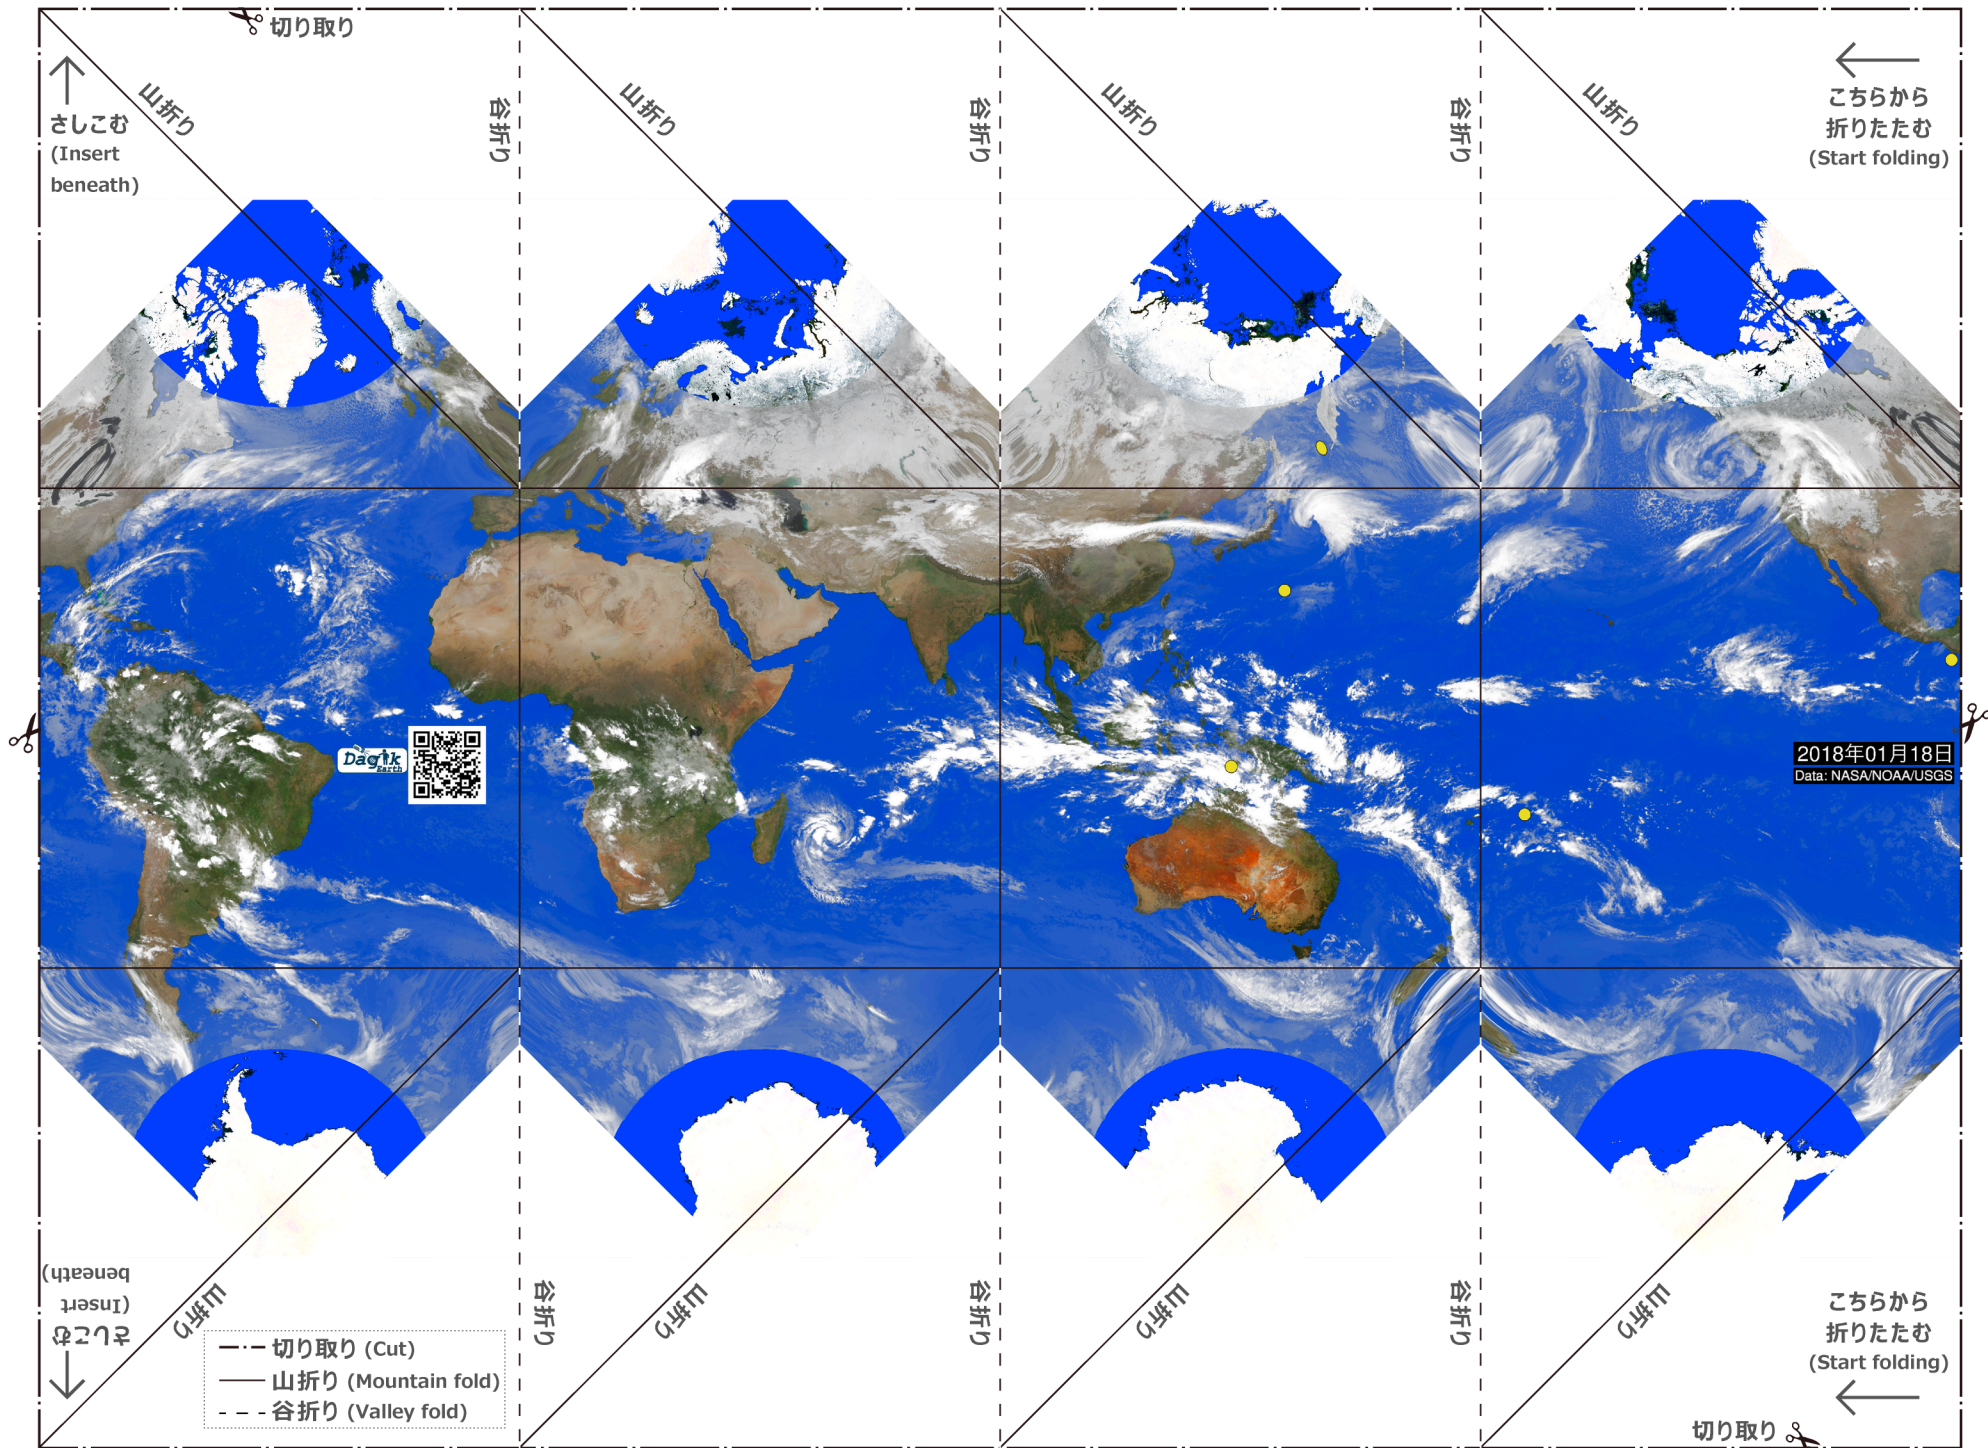 切り取り
さしこむ
(Insert
beneath)
山折り
谷折り
山折り
谷折り
山折り
谷折り
山折り
こちらから
折りたたむ
(Start folding)
Dagik
Earth
2018年01月18日
Data: NASA/NOAA/USGS
さしこむ
(Insert
beneath)
山折り
谷折り
山折り
谷折り
山折り
谷折り
山折り
こちらから
折りたたむ
(Start folding)
切り取り (Cut)
山折り (Mountain fold)
谷折り (Valley fold)
切り取り